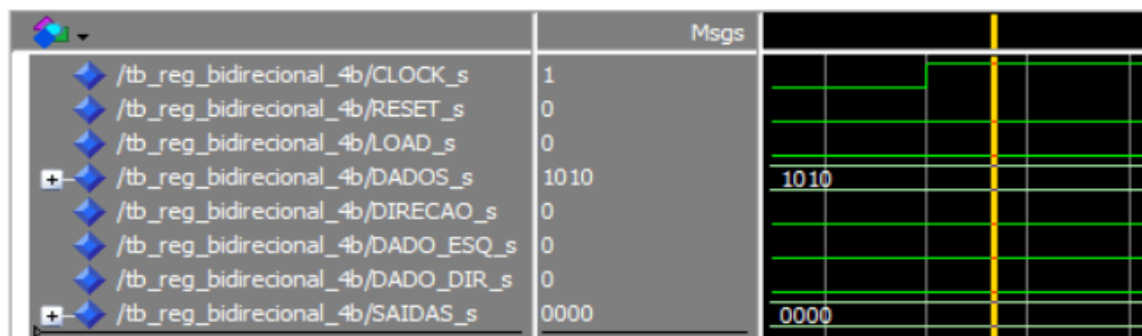 Msgs
/tb_reg_bidirecional_4b/CLOCK_s 1
/tb_reg_bidirecional_4b/RESET_s 0
/tb_reg_bidirecional_4b/LOAD_s 0
/tb_reg_bidirecional_4b/DADOS_s 1010 1010
/tb_reg_bidirecional_4b/DIRECAO_s 0
/tb_reg_bidirecional_4b/DADO_ESQ_s 0
/tb_reg_bidirecional_4b/DADO_DIR_s 0
/tb_reg_bidirecional_4b/SAIDAS_s 0000 0000